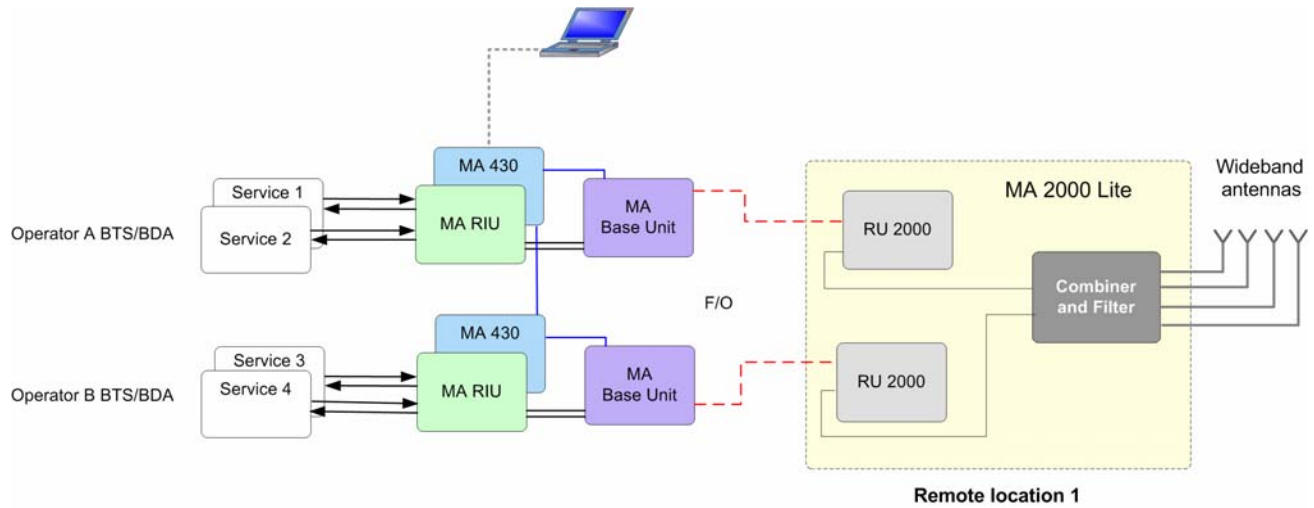 MA 430
Service 1
Service 2
MA RIU
MA
Base Unit
Operator A BTS/BDA
MA 2000 Lite
Wideband
antennas
RU 2000
Combiner
and Filter
F/O
MA 430
Service 3
Service 4
MA RIU
MA
Base Unit
Operator B BTS/BDA
RU 2000
Remote location 1